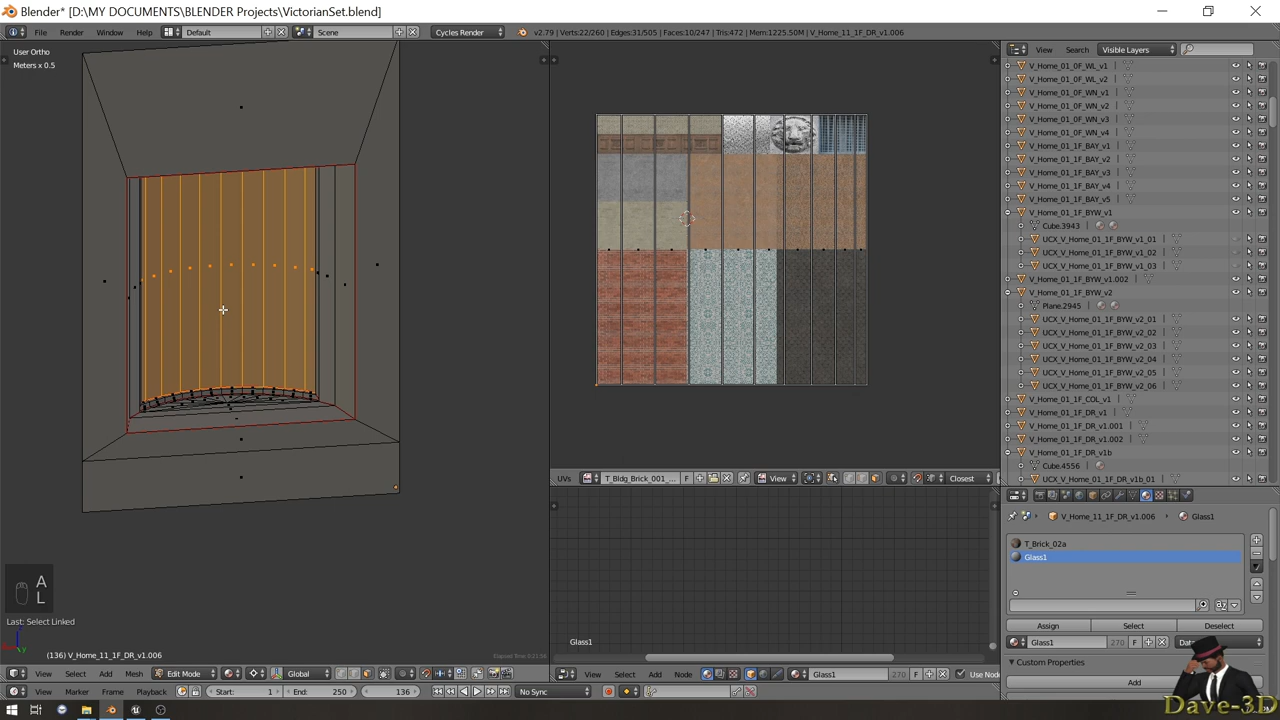 Blender* [D:\MY DOCUMENTS\BLENDER Projects\VictorianSet.blend]
File Render Window Help Default Scene Cycles Render v2.79 | Verts:22/260 | Edges:31/505 | Faces:10/247 | Tris:472 | Mem:1225.50M | V_Home_11_1F_DR_v1.006
View Search Visible Layers
User Ortho
Meters x 0.5
V_Home_01_0F_WL_v1
V_Home_01_0F_WL_v2
V_Home_01_0F_WN_v1
V_Home_01_0F_WN_v2
V_Home_01_0F_WN_v3
V_Home_01_0F_WN_v4
V_Home_01_1F_BAY_v1
V_Home_01_1F_BAY_v2
V_Home_01_1F_BAY_v3
V_Home_01_1F_BAY_v4
V_Home_01_1F_BAY_v5
V_Home_01_1F_BYW_v1
Cube.3943
UCX_V_Home_01_1F_BYW_v1_01
UCX_V_Home_01_1F_BYW_v1_02
UCX_V_Home_01_1F_BYW_v1_03
V_Home_01_1F_BYW_v1.002
V_Home_01_1F_BYW_v2
Plane.2945
UCX_V_Home_01_1F_BYW_v2_01
UCX_V_Home_01_1F_BYW_v2_02
UCX_V_Home_01_1F_BYW_v2_03
UCX_V_Home_01_1F_BYW_v2_04
UCX_V_Home_01_1F_BYW_v2_05
UCX_V_Home_01_1F_BYW_v2_06
V_Home_01_1F_COL_v1
V_Home_01_1F_DR_v1
V_Home_01_1F_DR_v1.001
V_Home_01_1F_DR_v1.002
V_Home_01_1F_DR_v1b
Cube.4556
UCX_V_Home_01_1F_DR_v1b_01
UVs T_Bldg_Brick_001_... F View Closest
V_Home_11_1F_DR_v1.006 Glass1
T_Brick_02a
Glass1
A
L
Last: Select Linked
Assign Select Deselect
Glass1
Glass1 270 F Dat
(136) V_Home_11_1F_DR_v1.006
Custom Properties
View Select Add Mesh Edit Mode Global
View Select Add Node Glass1 270 F Use Nod
Add
View Marker Frame Playback Start: 1 End: 250 136 No Sync
Dave-3D